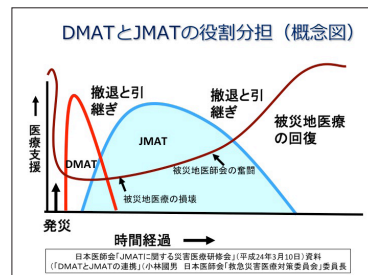 DMATとJMATの役割分担（概念図）
撤退と引
継ぎ
撤退と引
継ぎ
被災地医療
の回復
医療支援
JMAT
DMAT
被災地医師会の奮闘
被災地医療の損壊
発災
時間経過
日本医師会「JMATに関する災害医療研修会」（平成24年3月10日）資料
（「DMATとJMATの連携」（小林國男 日本医師会「救急災害医療対策委員会」委員長